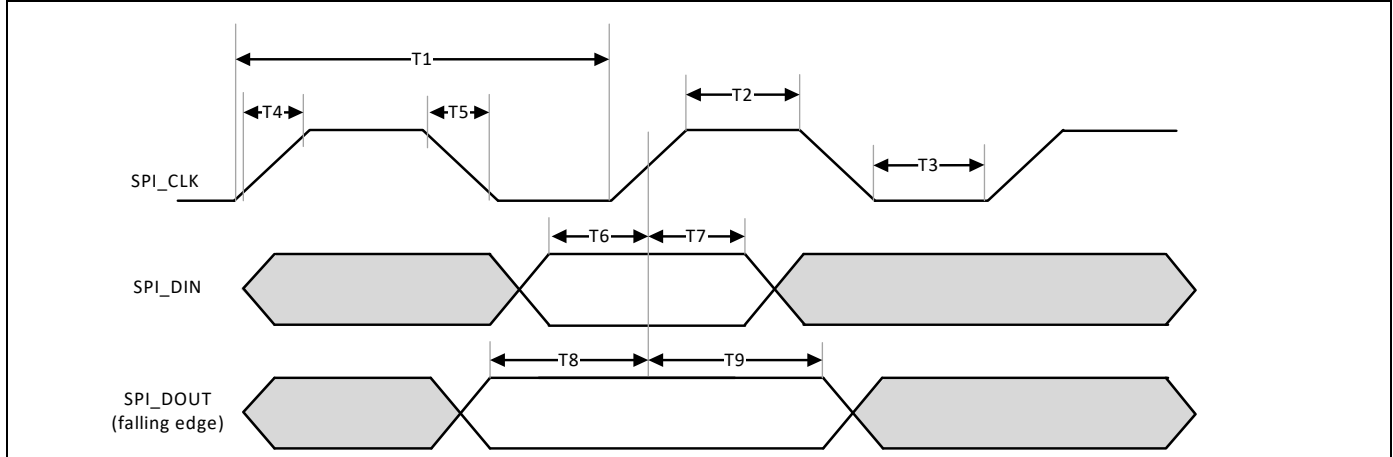 T1
T2
T4
T5
T3
SPI_CLK
T6
T7
SPI_DIN
T8
T9
SPI_DOUT
(falling edge)